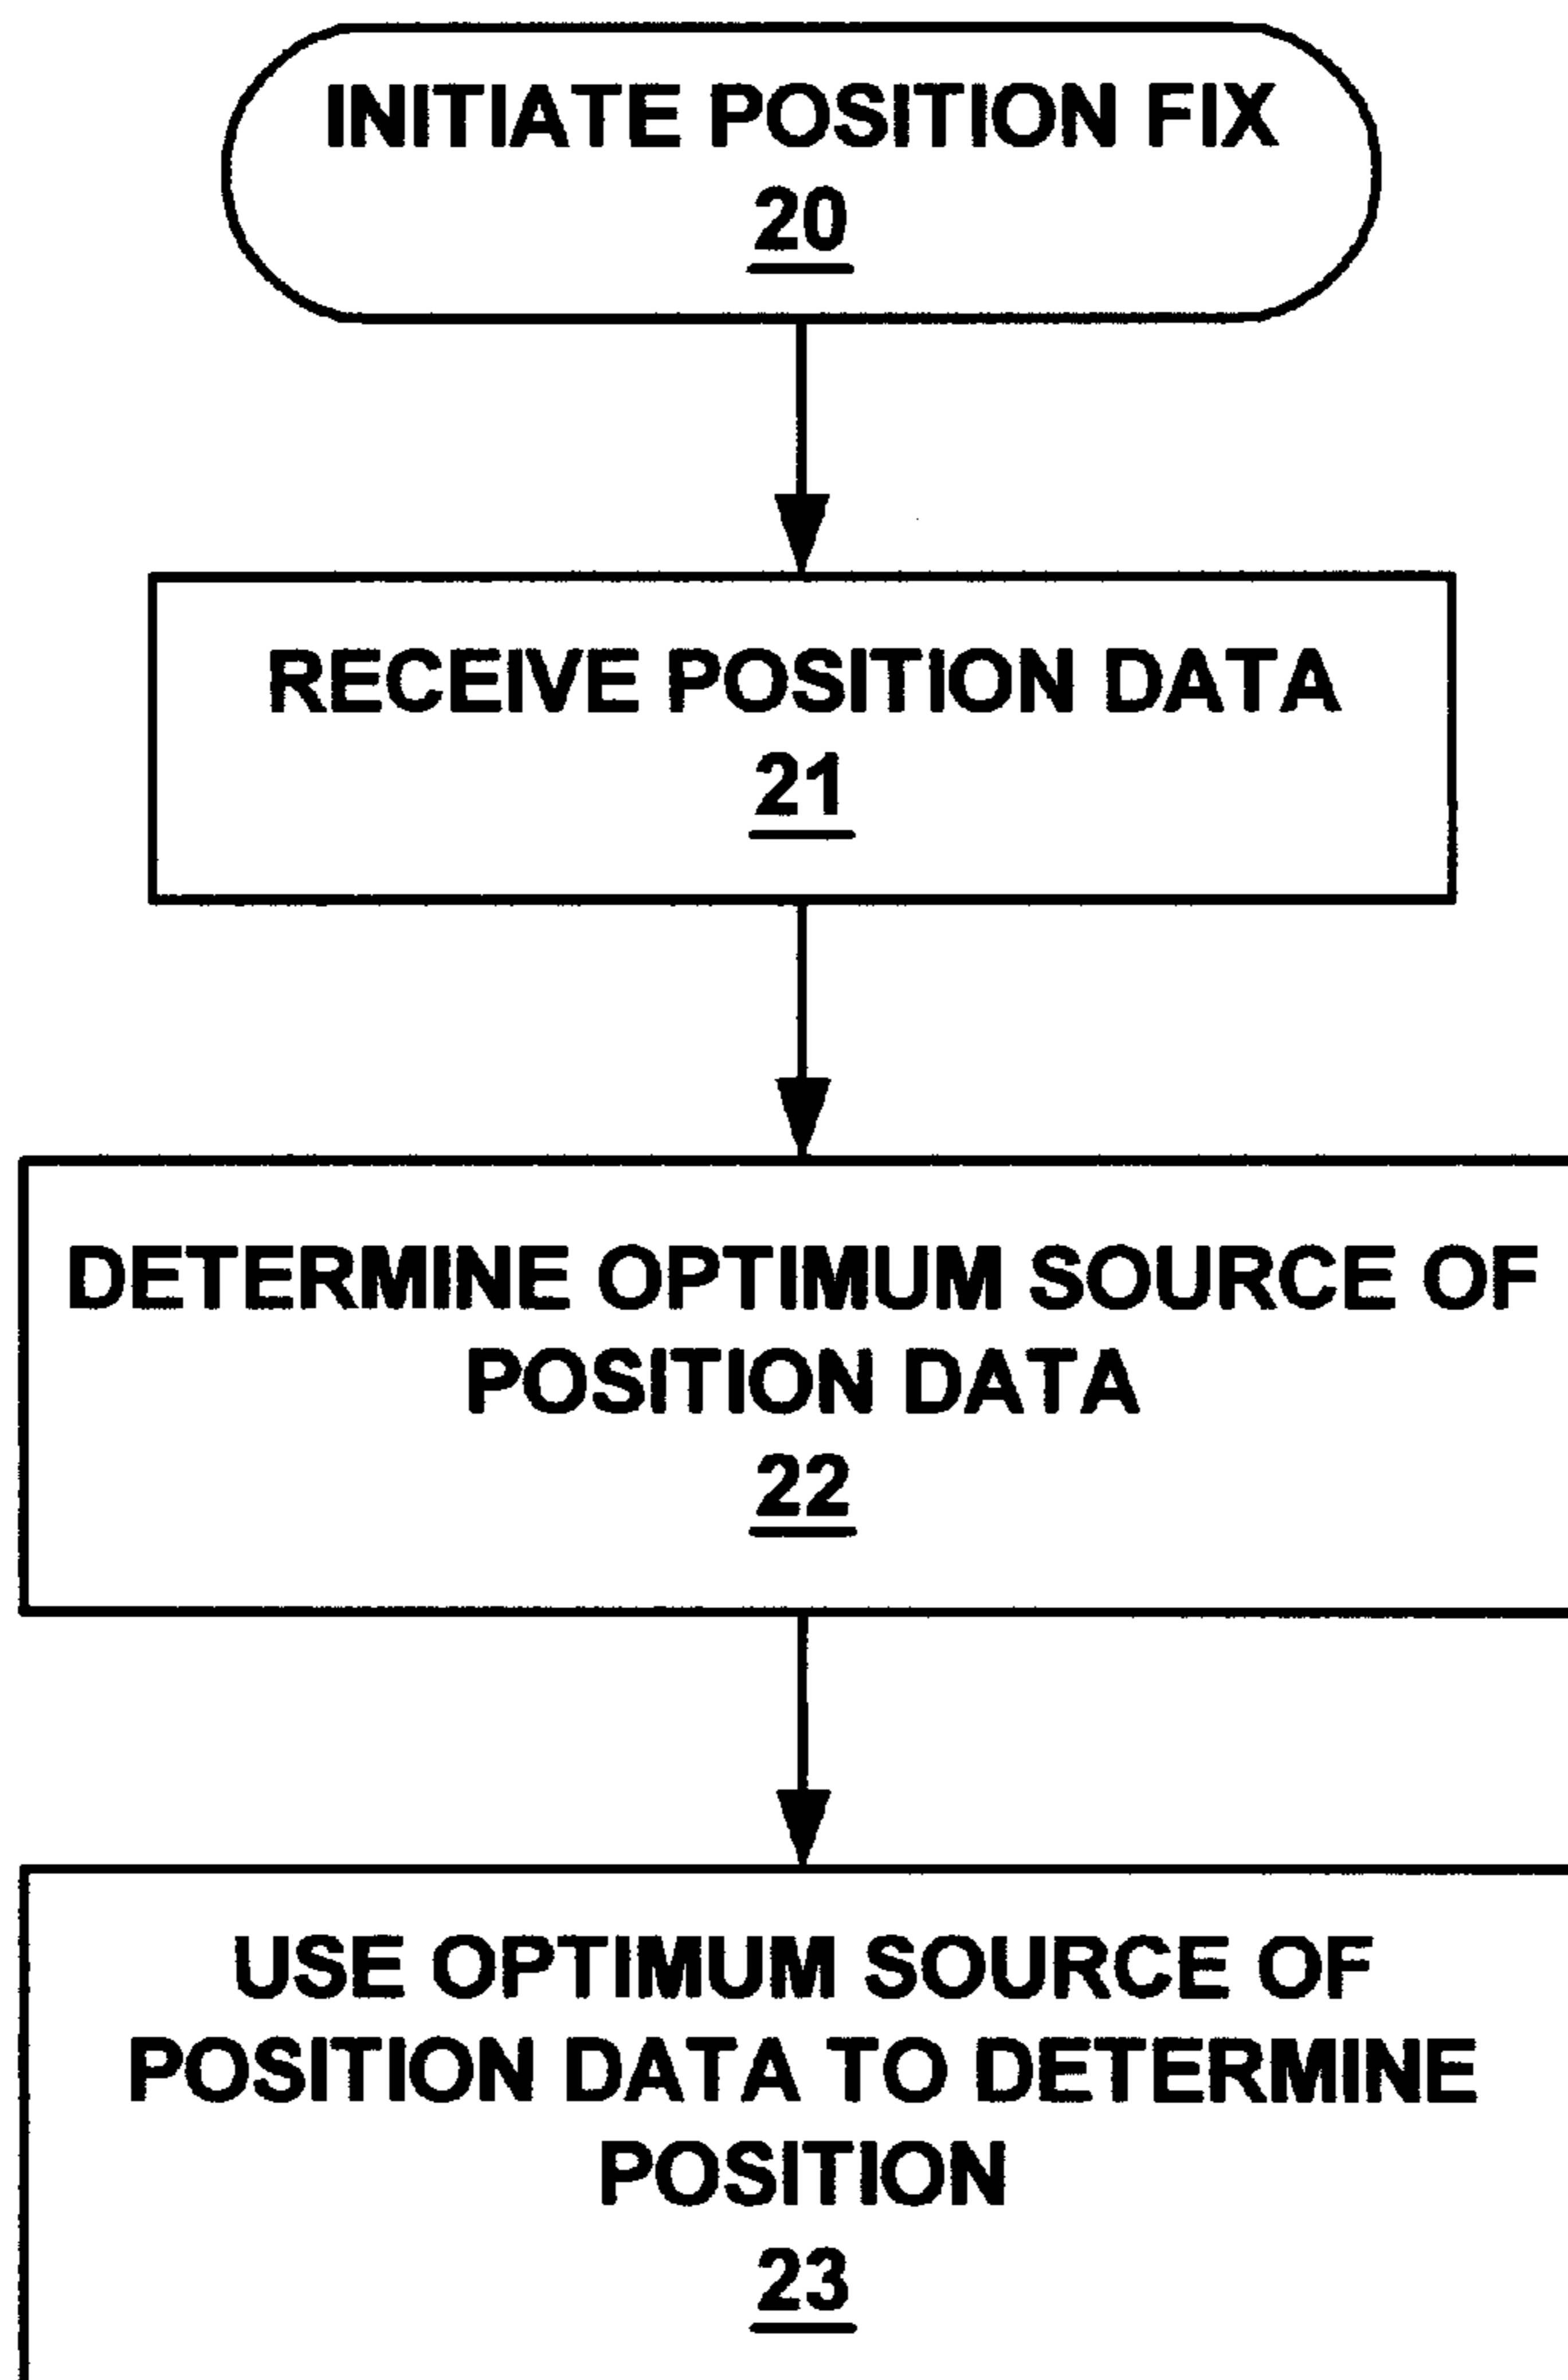 INITIATE POSITION FIX
20
RECEIVE POSITION DATA
21
DETERMINE OPTIMUM SOURCE OF
POSITION DATA
22
USE OPTIMUM SOURCE OF
POSITION DATA TO DETERMINE
POSITION
23